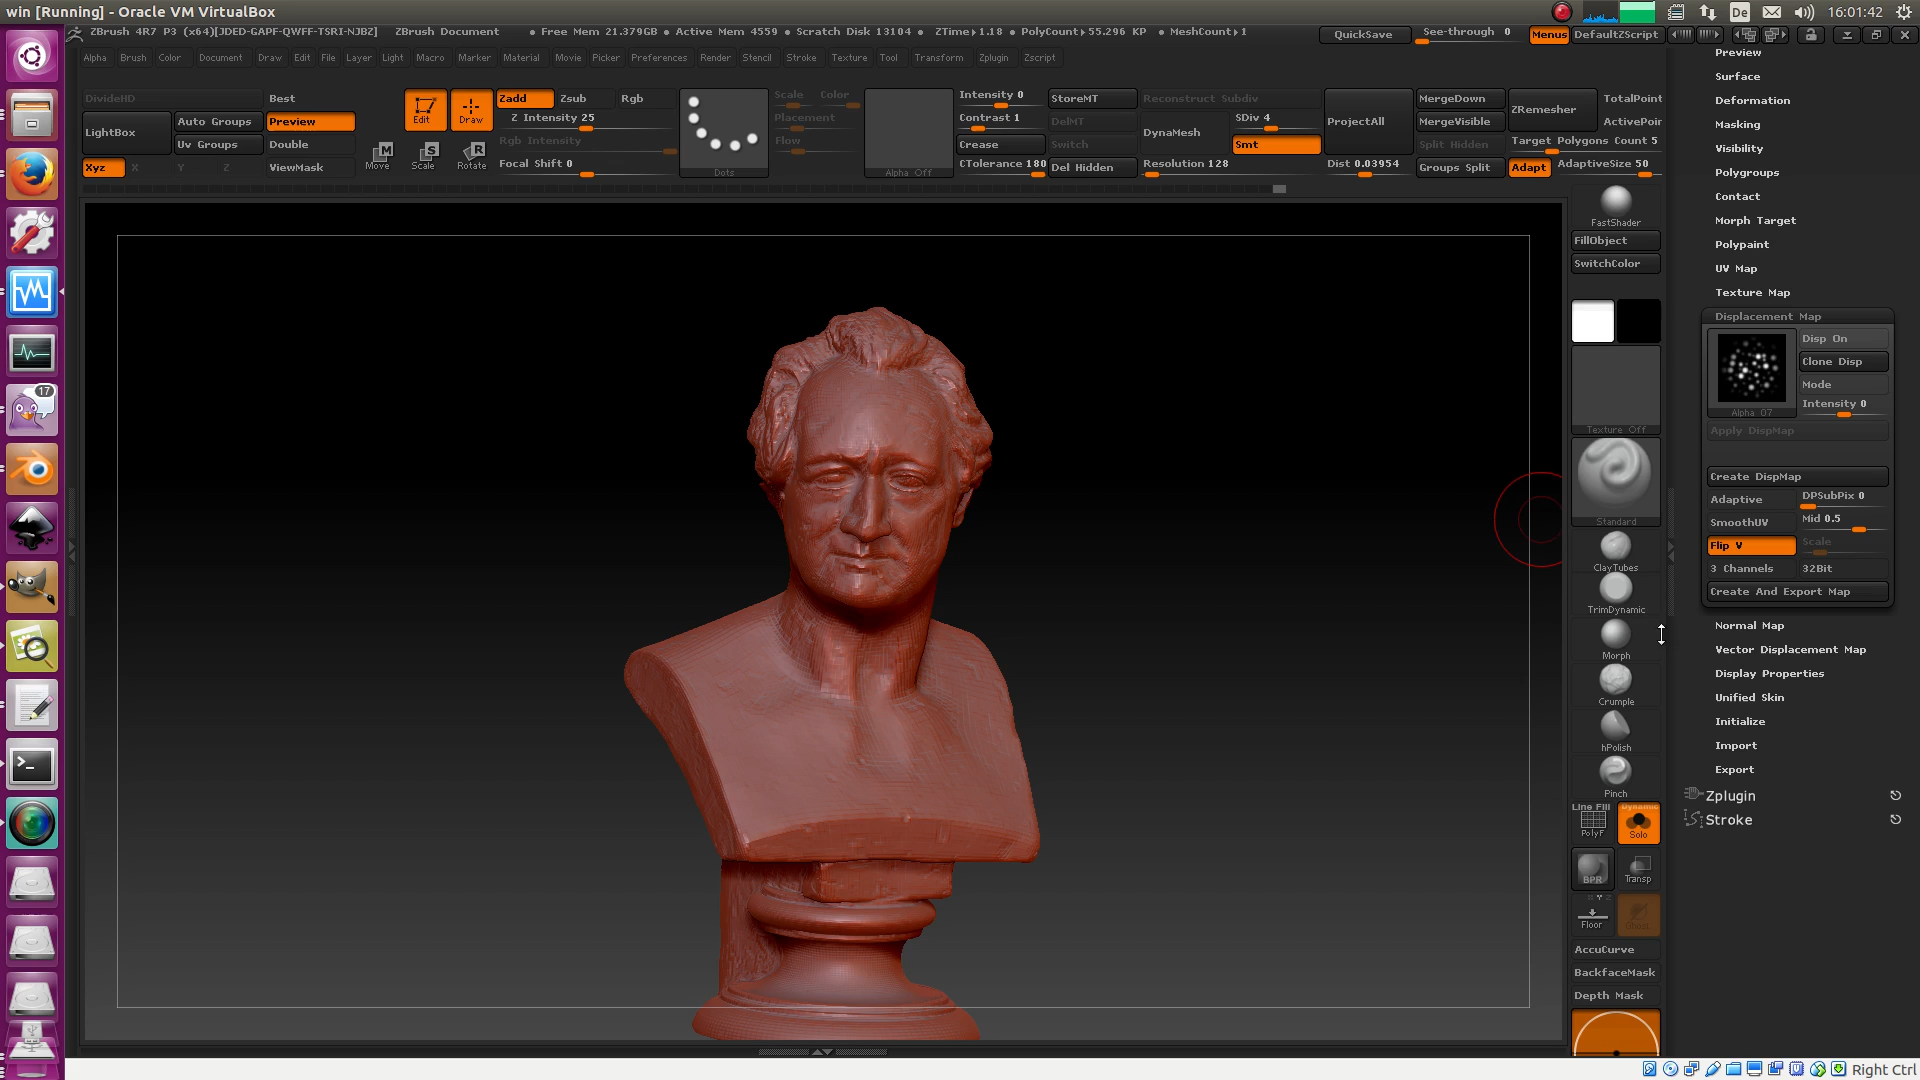 win [Running] - Oracle VM VirtualBox
De 16:01:42
ZBrush 4R7 P3 (x64)[JDED-GAPF-QWFF-TSRI-NJBZ] ZBrush Document • Free Mem 21.379GB • Active Mem 4559 • Scratch Disk 13104 • ZTime▸1.18 • PolyCount▸55.296 KP • MeshCount▸1
QuickSave See-through 0 Menus DefaultZScript
Alpha Brush Color Document Draw Edit File Layer Light Macro Marker Material Movie Picker Preferences Render Stencil Stroke Texture Tool Transform Zplugin Zscript
DivideHD Best
LightBox Auto Groups Preview
Uv Groups Double
Xyz X Y Z ViewMask
Edit Draw
Move Scale Rotate
M S R
Zadd Zsub Rgb
Z Intensity 25
Rgb Intensity
Focal Shift 0
Dots
Scale Color
Placement
Flow
Alpha Off
Intensity 0
Contrast 1
Crease
CTolerance 180
StoreMT
DelMT
Switch
Del Hidden
Reconstruct Subdiv
DynaMesh
Resolution 128
SDiv 4
Smt
ProjectAll
Dist 0.03954
MergeDown
MergeVisible
Split Hidden
Groups Split
ZRemesher
TotalPoint
ActivePoir
Target Polygons Count 5
Adapt AdaptiveSize 50
FastShader
FillObject
SwitchColor
Texture Off
Standard
ClayTubes
TrimDynamic
Morph
Crumple
hPolish
Pinch
Line Fill Dynamic
PolyF Solo
BPR Transp
Floor Ghost
AccuCurve
BackfaceMask
Depth Mask
Preview
Surface
Deformation
Masking
Visibility
Polygroups
Contact
Morph Target
Polypaint
UV Map
Texture Map
Displacement Map
Disp On
Clone Disp
Mode
Intensity 0
Alpha 07
Apply DispMap
Create DispMap
Adaptive DPSubPix 0
SmoothUV Mid 0.5
Flip V Scale
3 Channels 32Bit
Create And Export Map
Normal Map
Vector Displacement Map
Display Properties
Unified Skin
Initialize
Import
Export
Zplugin
Stroke
17
Right Ctrl